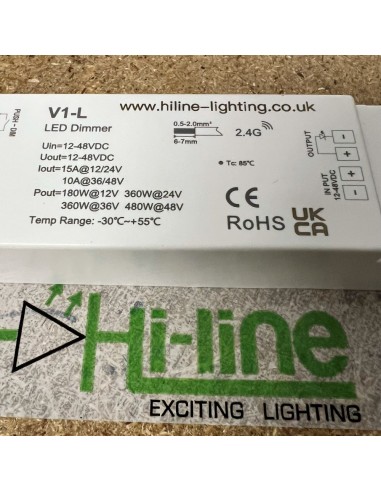 PUSH-DIM
V1-L
LED Dimmer
Uin=12-48VDC
Uout=12-48VDC
Iout=15A@12/24V
10A@36/48V
Pout=180W@12V 360W@24V
360W@36V 480W@48V
Temp Range: -30℃~+55℃
www.hiline-lighting.co.uk
0.5-2.0mm²
6-7mm
2.4G
Tc: 85℃
CE
RoHS
UK
CA
OUTPUT
INPUT
12-48VDC
- + + -
Hi-line
EXCITING LIGHTING